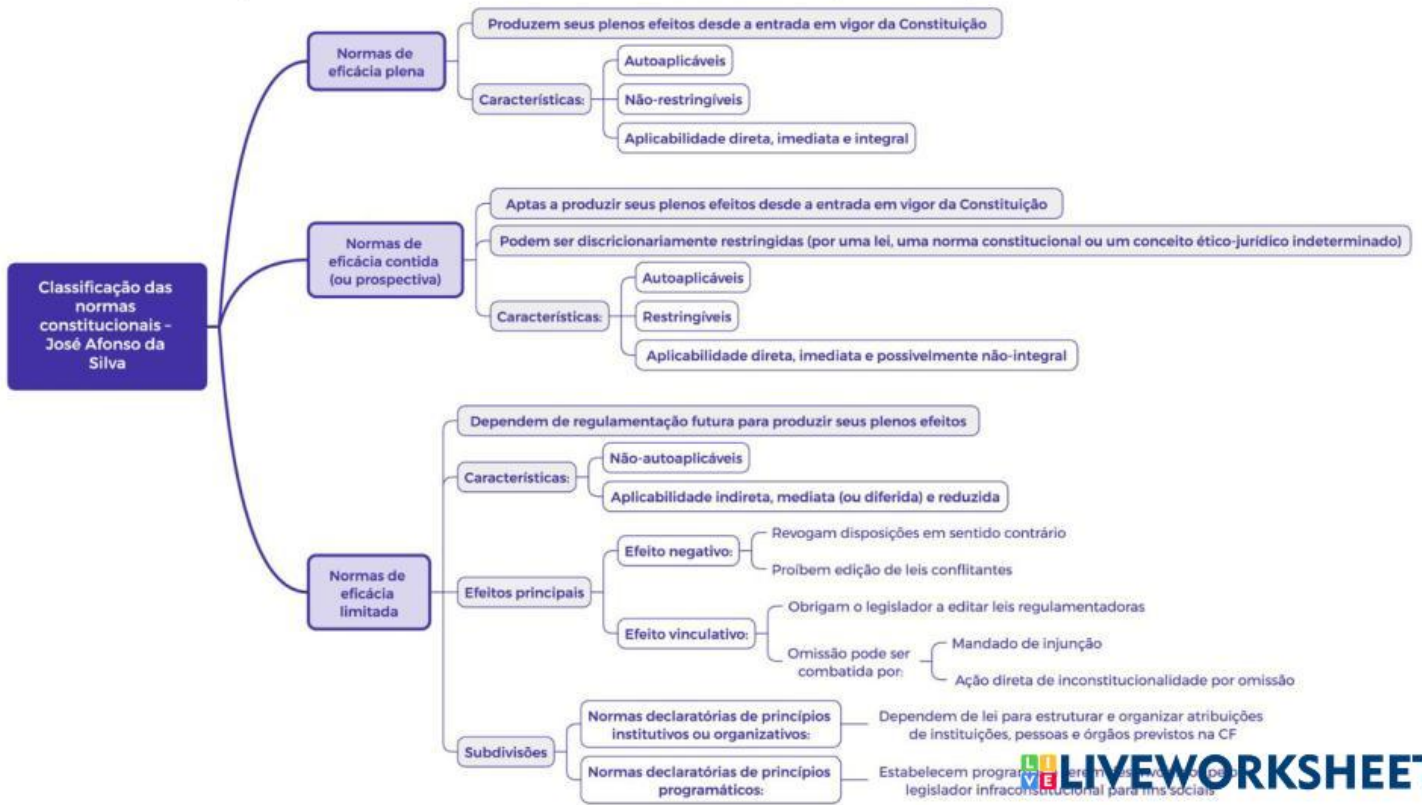 Classificação das
normas
constitucionais –
José Afonso da
Silva
Normas de
eficácia plena
Produzem seus plenos efeitos desde a entrada em vigor da Constituição
Características:
Autoaplicáveis
Não-restringíveis
Aplicabilidade direta, imediata e integral
Normas de
eficácia contida
(ou prospectiva)
Aptas a produzir seus plenos efeitos desde a entrada em vigor da Constituição
Podem ser discricionariamente restringidas (por uma lei, uma norma constitucional ou um conceito ético-jurídico indeterminado)
Características:
Autoaplicáveis
Restringíveis
Aplicabilidade direta, imediata e possivelmente não-integral
Normas de
eficácia
limitada
Dependem de regulamentação futura para produzir seus plenos efeitos
Características:
Não-autoaplicáveis
Aplicabilidade indireta, mediata (ou diferida) e reduzida
Efeitos principais
Efeito negativo:
Revogam disposições em sentido contrário
Proíbem edição de leis conflitantes
Efeito vinculativo:
Obrigam o legislador a editar leis regulamentadoras
Omissão pode ser
combatida por:
Mandado de injunção
Ação direta de inconstitucionalidade por omissão
Subdivisões
Normas declaratórias de princípios
institutivos ou organizativos:
Dependem de lei para estruturar e organizar atribuições
de instituições, pessoas e órgãos previstos na CF
Normas declaratórias de princípios
programáticos:
Estabelecem
legislador infraconstitucional para fins sociais
LIVE LIVEWORKSHEET